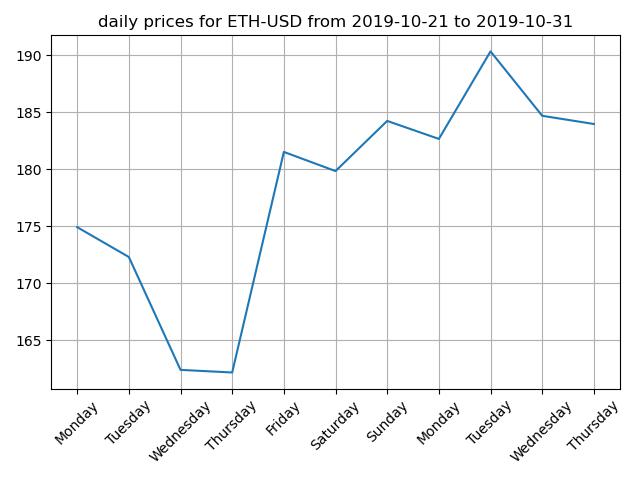 daily prices for ETH-USD from 2019-10-21 to 2019-10-31
190
185
180
175
170
165
Monday
Tuesday
Wednesday
Thursday
Friday
Saturday
Sunday
Monday
Tuesday
Wednesday
Thursday